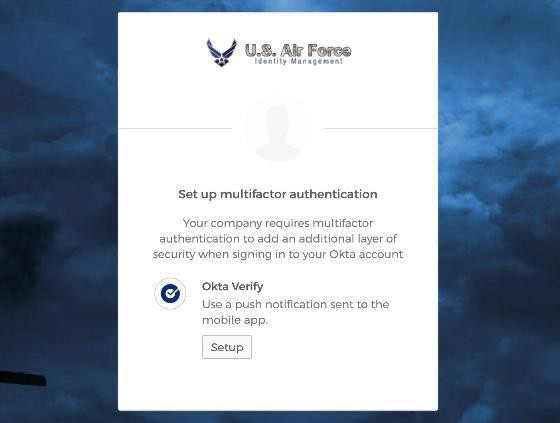 U.S. Air Force
Identity Management
Set up multifactor authentication
Your company requires multifactor
authentication to add an additional layer of
security when signing in to your Okta account
Okta Verify
Use a push notification sent to the
mobile app.
Setup